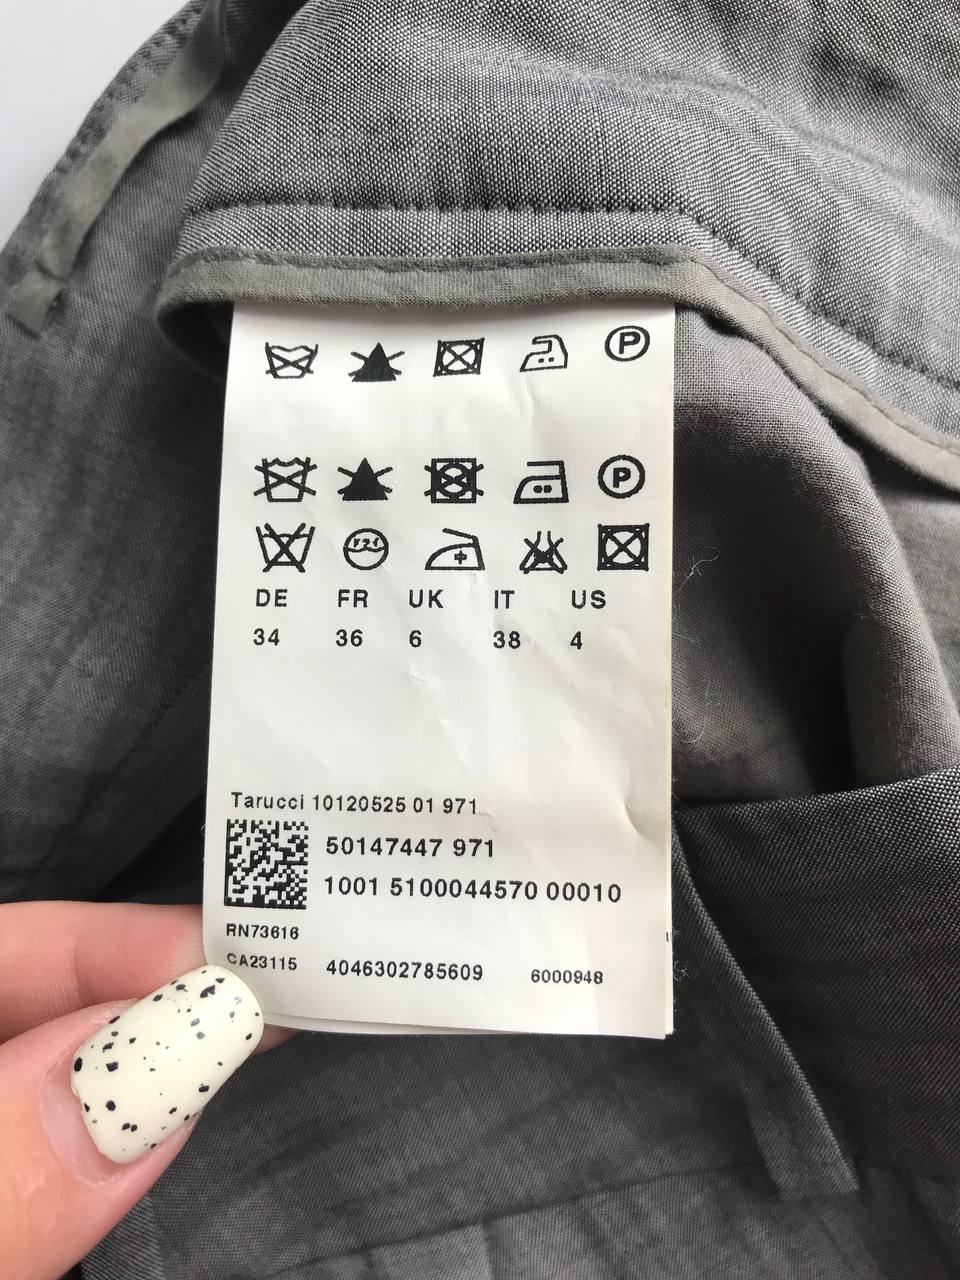 P
P
DE FR UK IT US
34 36 6 38 4
Tarucci 10120525 01 971
50147447 971
1001 5100044570 00010
RN73616
CA23115 4046302785609 6000948